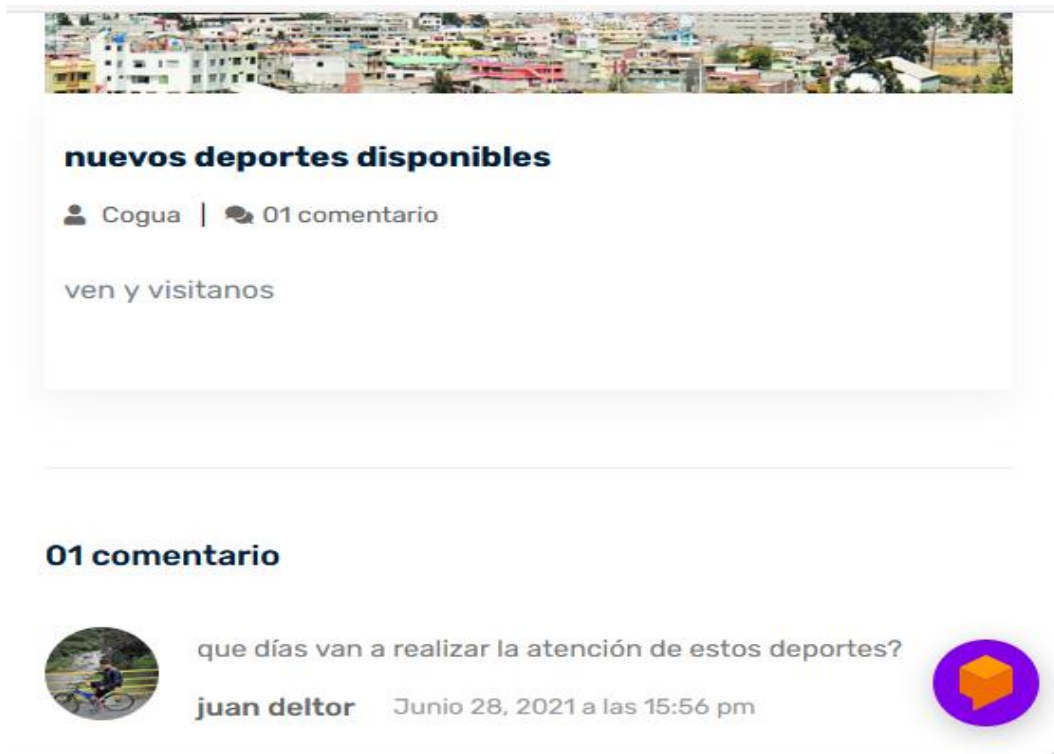 nuevos deportes disponibles
Cogua | 01 comentario
ven y visitanos
01 comentario
que días van a realizar la atención de estos deportes?
juan deltor Junio 28, 2021 a las 15:56 pm